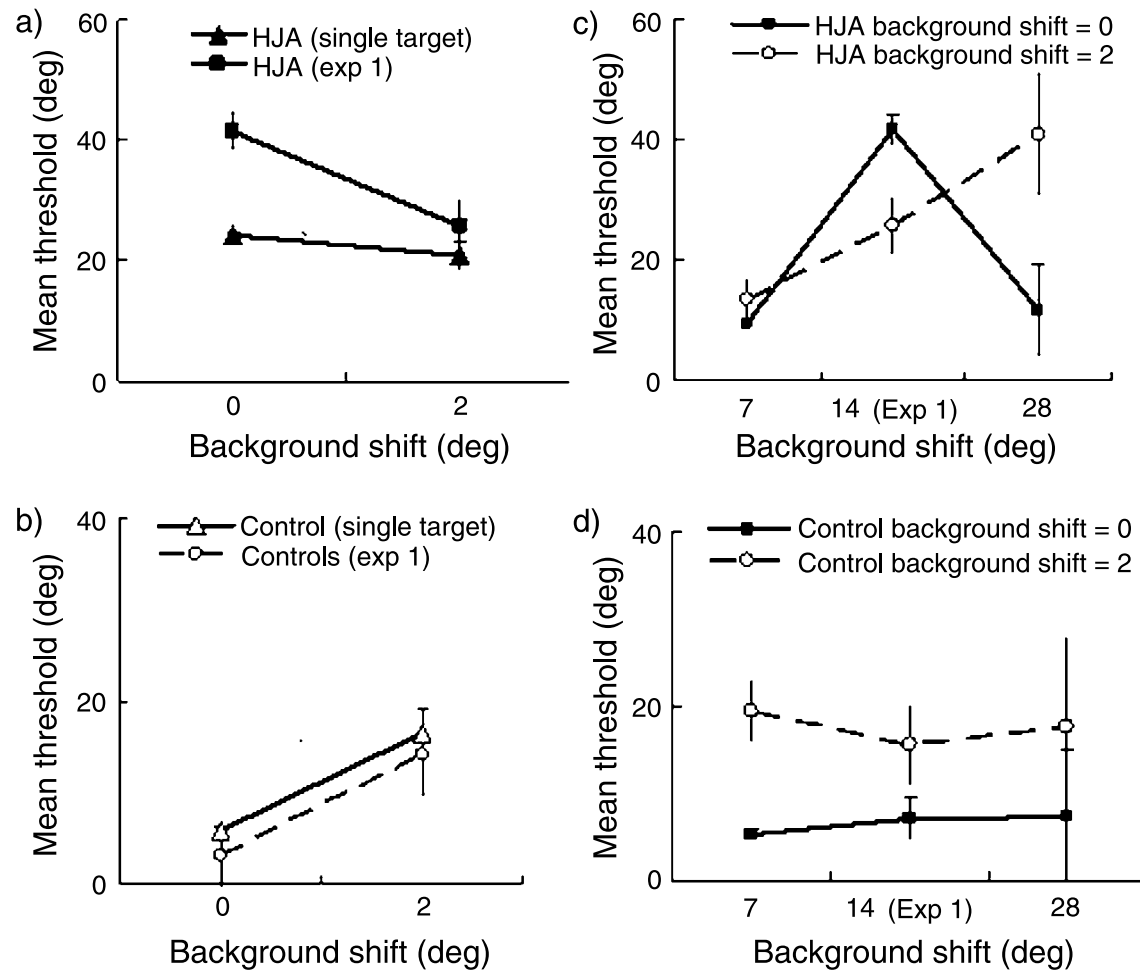 a)
60
HJA (single target)
HJA (exp 1)
40
20
0
Mean threshold (deg)
0 2
Background shift (deg)
c)
60
HJA background shift = 0
HJA background shift = 2
40
20
0
Mean threshold (deg)
7 14 (Exp 1) 28
Background shift (deg)
b)
40
Control (single target)
Controls (exp 1)
20
0
Mean threshold (deg)
0 2
Background shift (deg)
d)
40
Control background shift = 0
Control background shift = 2
20
0
Mean threshold (deg)
7 14 (Exp 1) 28
Background shift (deg)